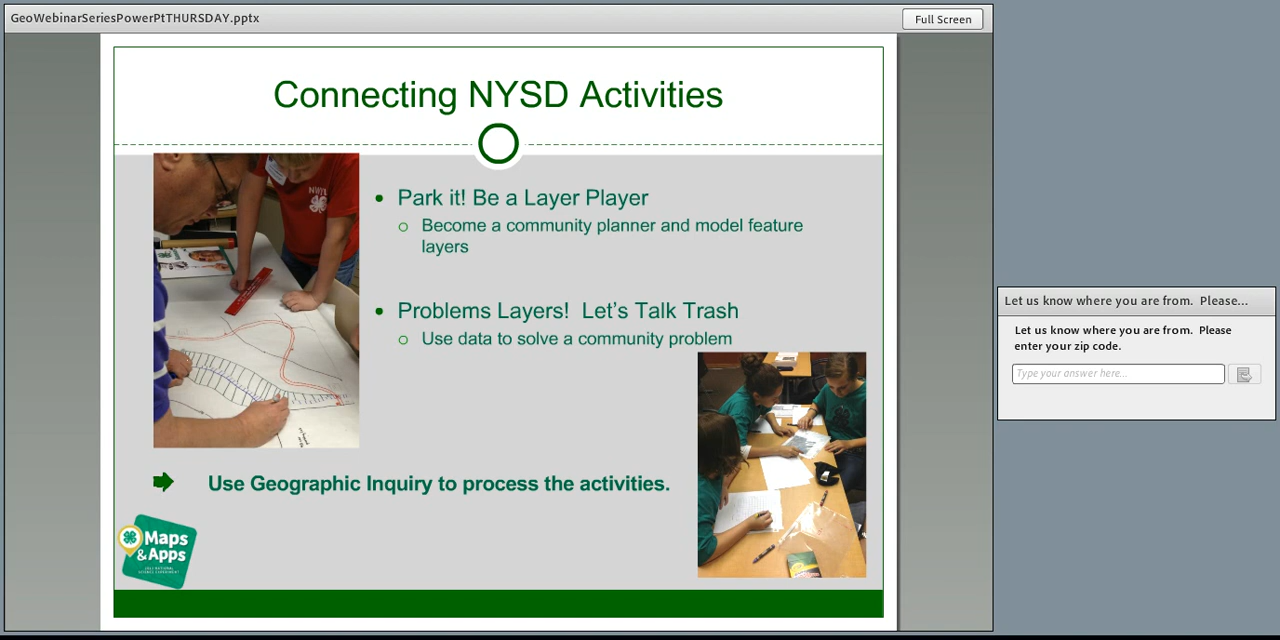 GeoWebinarSeriesPowerPtTHURSDAY.pptx
Full Screen
Connecting NYSD Activities
Park it! Be a Layer Player
Become a community planner and model feature
layers
Problems Layers!  Let's Talk Trash
Use data to solve a community problem
Use Geographic Inquiry to process the activities.
Maps
&Apps
Let us know where you are from.  Please...
Let us know where you are from.  Please
enter your zip code.
Type your answer here...